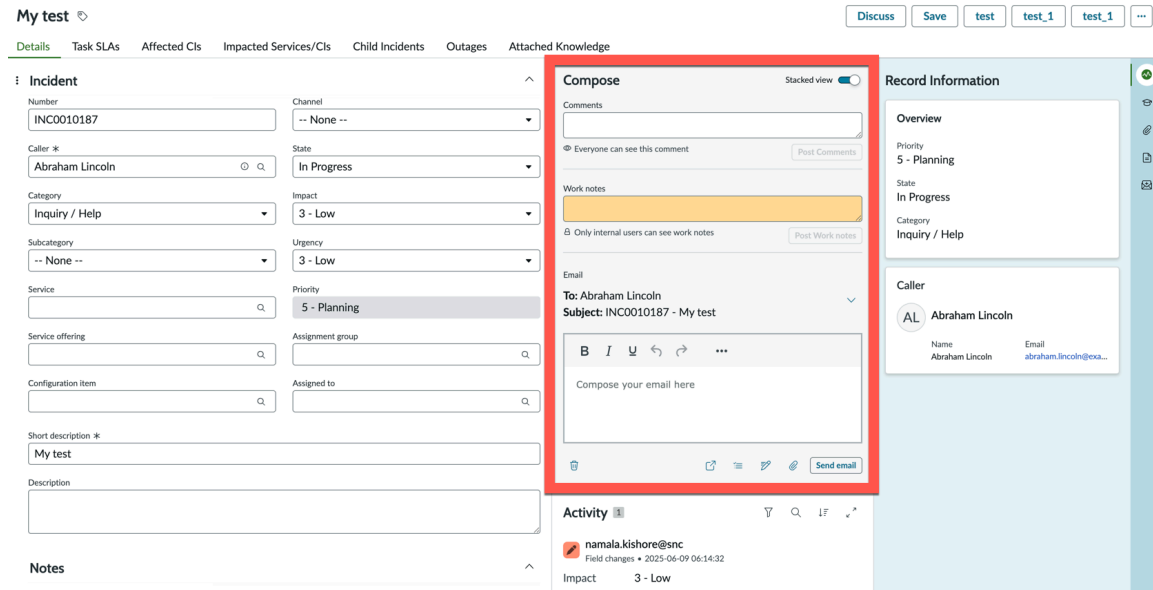 My test
Discuss
Save
test
test_1
test_1
Details
Task SLAs
Affected CIs
Impacted Services/CIs
Child Incidents
Outages
Attached Knowledge
Incident
Number
INC0010187
Channel
-- None --
Caller
Abraham Lincoln
State
In Progress
Category
Inquiry / Help
Impact
3 - Low
Subcategory
-- None --
Urgency
3 - Low
Service
Priority
5 - Planning
Service offering
Assignment group
Configuration item
Assigned to
Short description
My test
Description
Notes
Compose
Stacked view
Comments
Everyone can see this comment
Post Comments
Work notes
Only internal users can see work notes
Post Work notes
Email
To: Abraham Lincoln
Subject: INC0010187 - My test
B I U
Compose your email here
Send email
Activity 1
namala.kishore@snc
Field changes • 2025-06-09 06:14:32
Impact 3 - Low
Record Information
Overview
Priority
5 - Planning
State
In Progress
Category
Inquiry / Help
Caller
AL
Abraham Lincoln
Name
Abraham Lincoln
Email
abraham.lincoln@exa...